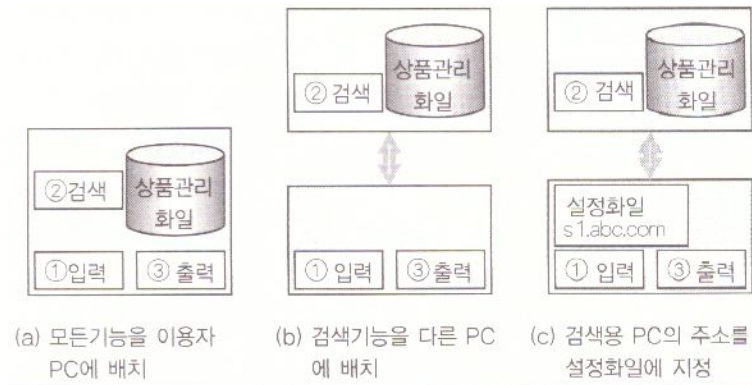 ②검색
상품관리
화일
①입력
③ 출력
(a) 모든기능을 이용자
PC에 배치
② 검색
상품관리
화일
① 입력
③ 출력
(b) 검색기능을 다른 PC
에 배치
② 검색
상품관리
화일
설정화일
s1.abc.com
① 입력
③ 출력
(c) 검색용 PC의 주소를
설정화일에 지정